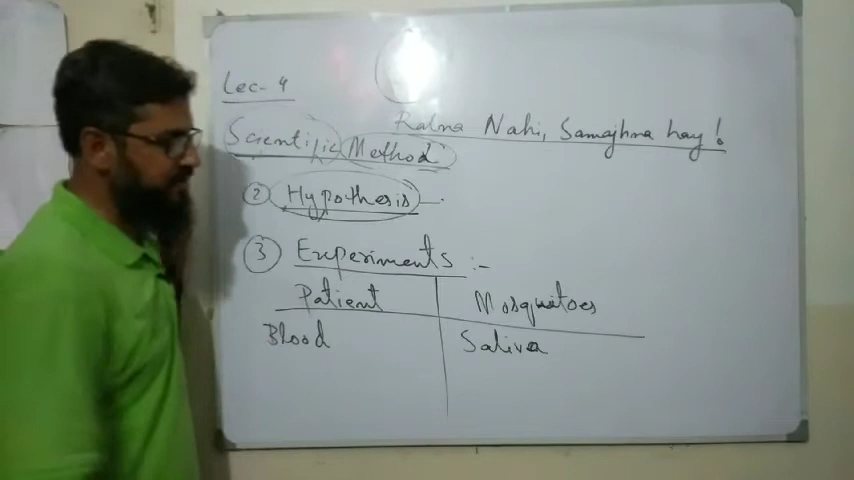 Lec- 4
Ratna Nahi, Samajhna hay!
Scientific Method
② Hypothesis -.
③ Experiments :-
Patient Mosquitoes
Blood Saliva